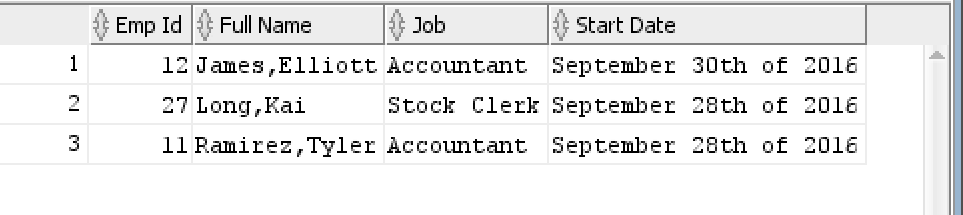 Emp Id Full Name Job Start Date
1 12 James,Elliott Accountant September 30th of 2016
2 27 Long,Kai Stock Clerk September 28th of 2016
3 11 Ramirez,Tyler Accountant September 28th of 2016